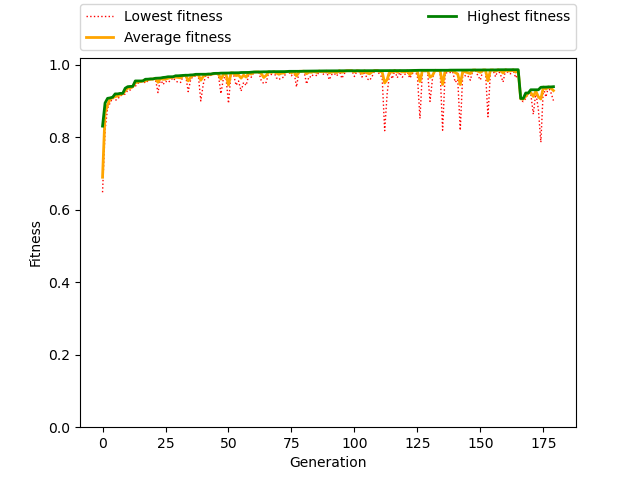 Lowest fitness
Average fitness
Highest fitness
1.0
0.8
0.6
0.4
0.2
0.0
Fitness
0 25 50 75 100 125 150 175
Generation